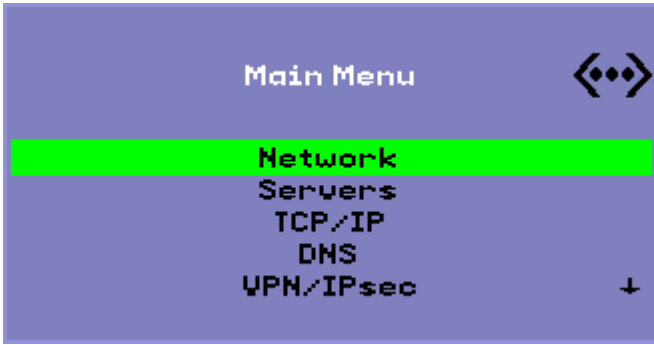 Main Menu
Network
Servers
TCP/IP
DNS
VPN/IPsec